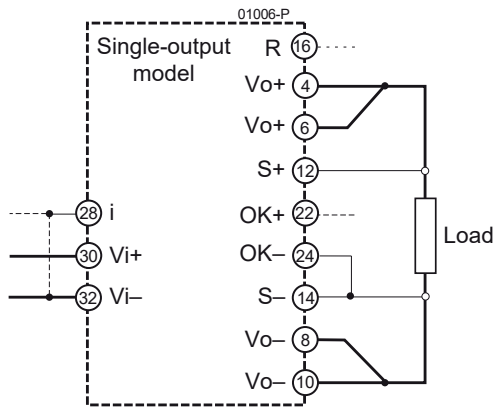 01006-P
Single-output
model
R 16
Vo+ 4
Vo+ 6
S+ 12
28 i
OK+ 22
Load
30 Vi+
OK– 24
32 Vi–
S– 14
Vo– 8
Vo– 10